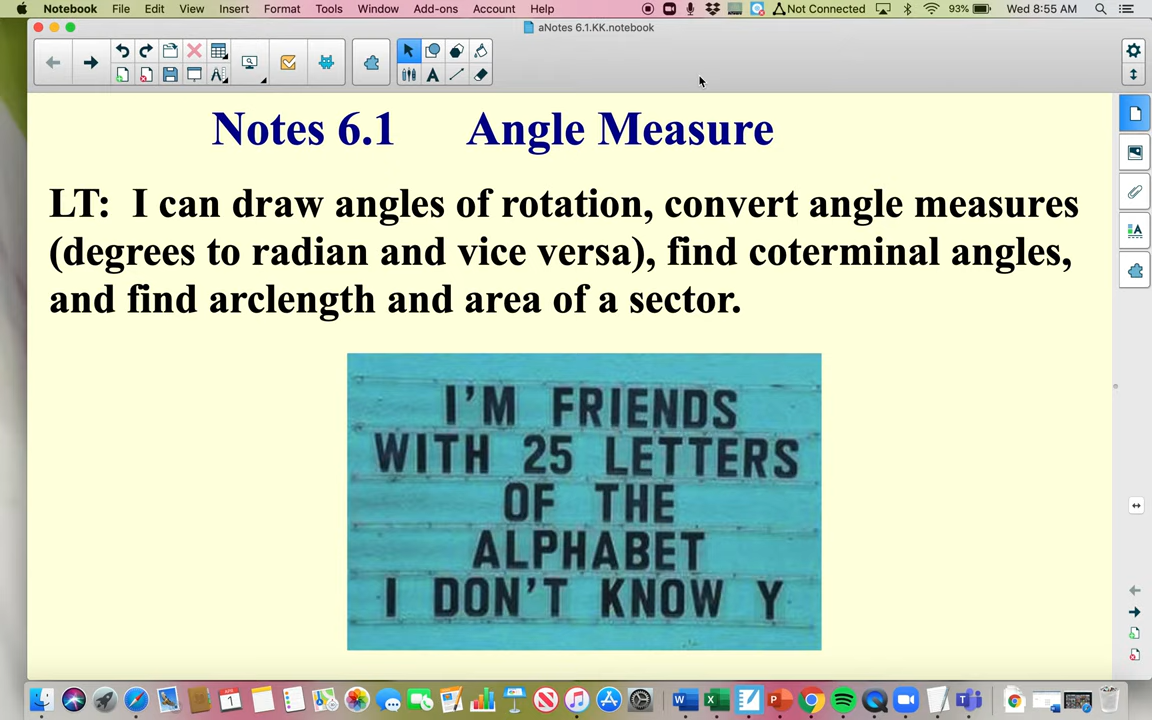 Notebook File Edit View Insert Format Tools Window Add-ons Account Help Not Connected 93% Wed 8:55 AM
aNotes 6.1.KK.notebook
Notes 6.1 Angle Measure
LT: I can draw angles of rotation, convert angle measures
(degrees to radian and vice versa), find coterminal angles,
and find arclength and area of a sector.
I'M FRIENDS
WITH 25 LETTERS
OF THE
ALPHABET
I DON'T KNOW Y